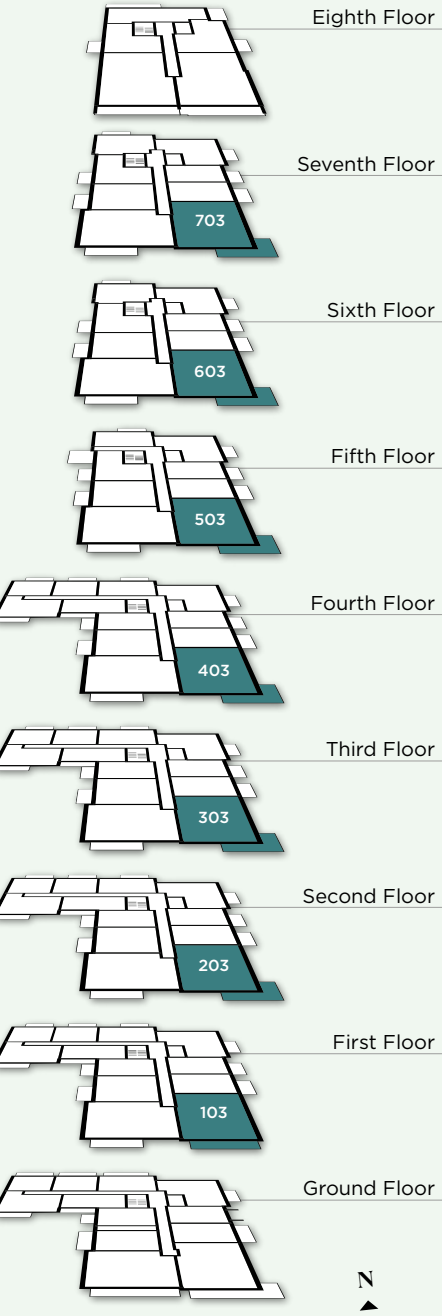 Eighth Floor
Seventh Floor
703
Sixth Floor
603
Fifth Floor
503
Fourth Floor
403
Third Floor
303
Second Floor
203
First Floor
103
Ground Floor
N